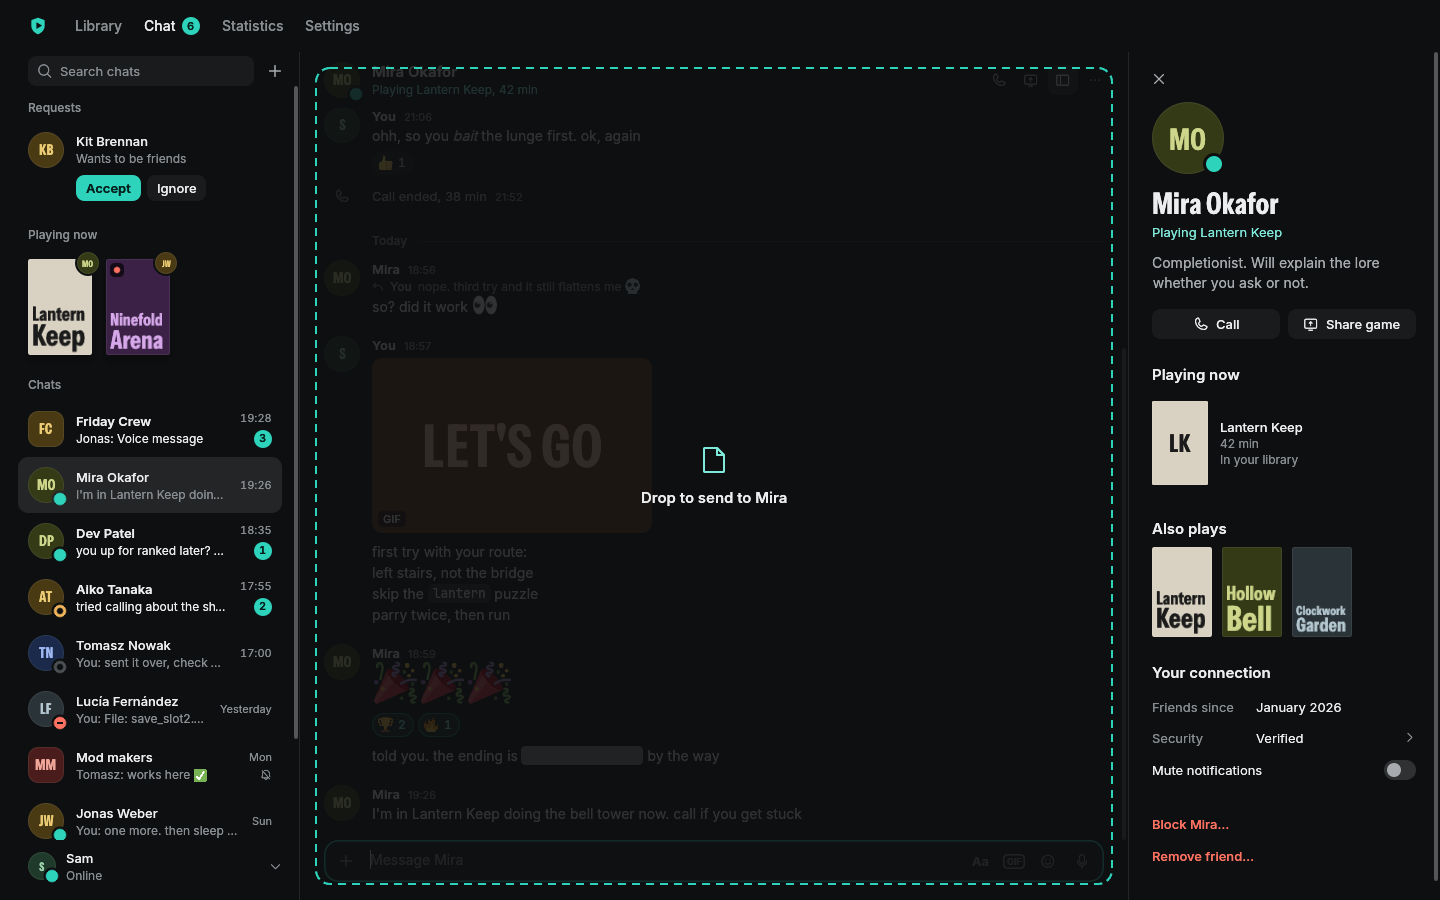 Library
Chat 6
Statistics
Settings
Search chats
Requests
KB
Kit Brennan
Wants to be friends
Accept
Ignore
Playing now
MO
Lantern
Keep
JW
Ninefold
Arena
Chats
FC
Friday Crew
19:28
Jonas: Voice message
3
MO
Mira Okafor
I'm in Lantern Keep doin...
19:26
DP
Dev Patel
18:35
you up for ranked later? ...
1
AT
Aiko Tanaka
17:55
tried calling about the sh...
2
TN
Tomasz Nowak
You: sent it over, check ...
17:00
LF
Lucía Fernández
You: File: save_slot2....
Yesterday
MM
Mod makers
Mon
Tomasz: works here ✅
JW
Jonas Weber
You: one more. then sleep ...
Sun
S
Sam
Online
MO
Mira Okafor
Playing Lantern Keep, 42 min
S
You 21:06
ohh, so you bait the lunge first. ok, again
👍 1
Call ended, 38 min 21:52
Today
MO
Mira 18:56
You nope. third try and it still flattens me 💀
so? did it work 👀
S
You 18:57
LET'S GO
GIF
Drop to send to Mira
first try with your route:
left stairs, not the bridge
skip the lantern puzzle
parry twice, then run
MO
Mira 18:59
🎉🎉🎉
🏆 2 🔥 1
told you. the ending is by the way
MO
Mira 19:26
I'm in Lantern Keep doing the bell tower now. call if you get stuck
Message Mira
Aa
GIF
MO
Mira Okafor
Playing Lantern Keep
Completionist. Will explain the lore
whether you ask or not.
Call
Share game
Playing now
LK
Lantern Keep
42 min
In your library
Also plays
Lantern
Keep
Hollow
Bell
Clockwork
Garden
Your connection
Friends since January 2026
Security Verified
Mute notifications
Block Mira...
Remove friend...